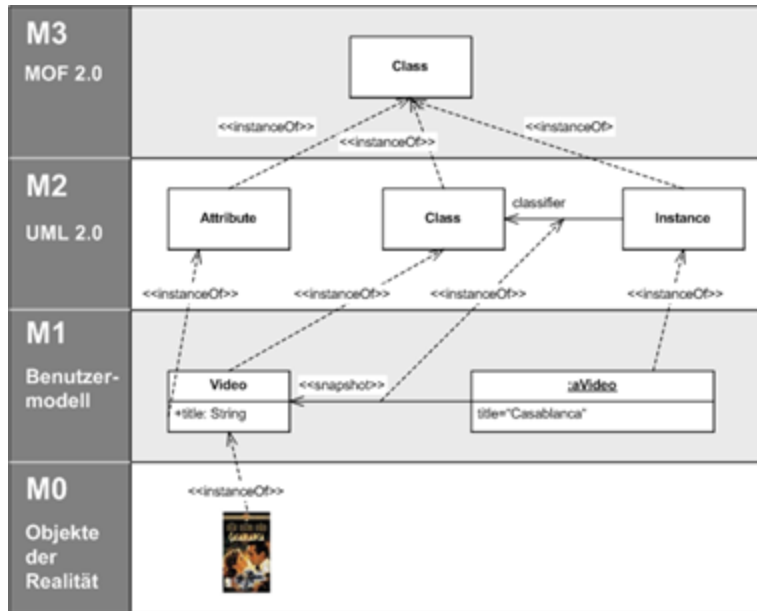 M3
MOF 2.0
Class
<<instanceOf>>
<<instanceOf>>
<<instanceOf>
M2
UML 2.0
Attribute
Class
classifier
Instance
<<instanceOf>>
<<instanceOf>>
<<instanceOf>>
<<instanceOf>>
M1
Benutzer-
modell
Video
+title: String
<<snapshot>>
:aVideo
title="Casablanca"
M0
Objekte
der
Realität
<<instanceOf>>